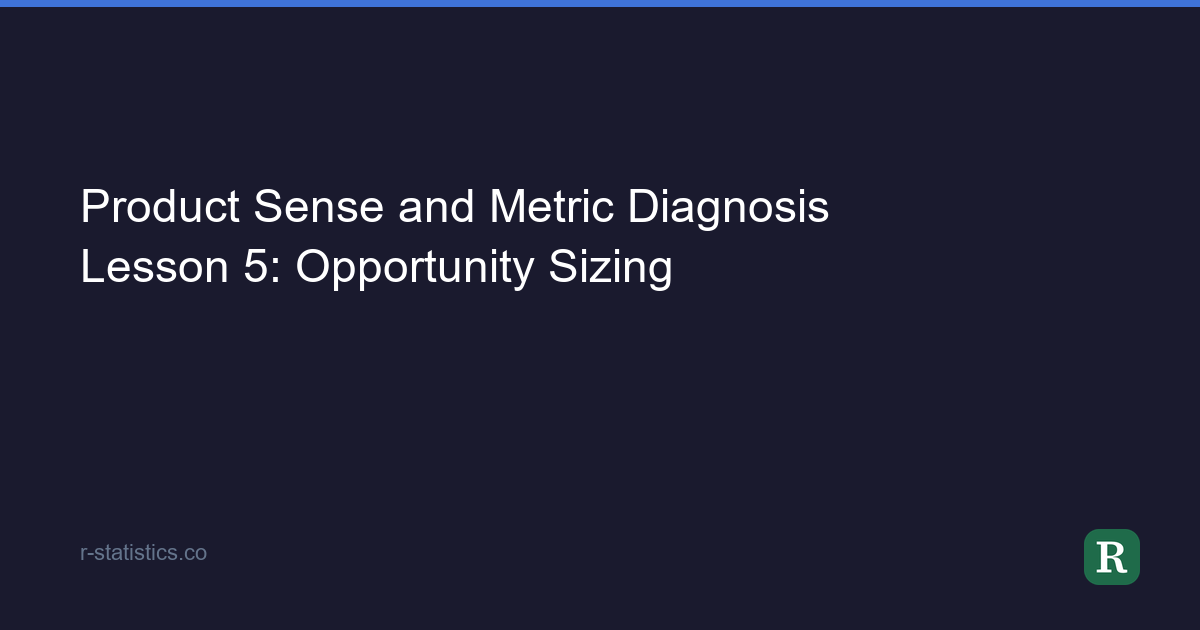 Product Sense and Metric Diagnosis
Lesson 5: Opportunity Sizing
r-statistics.co
R